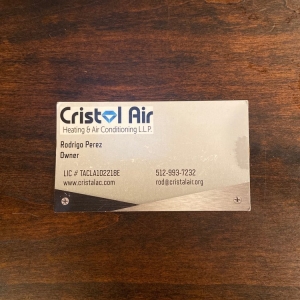 Cristal Air
Heating & Air Conditioning L.L.P.
Rodrigo Perez
Owner
LIC # TACLA102218E
512-993-7232
www.cristalac.com
rod@cristalair.org